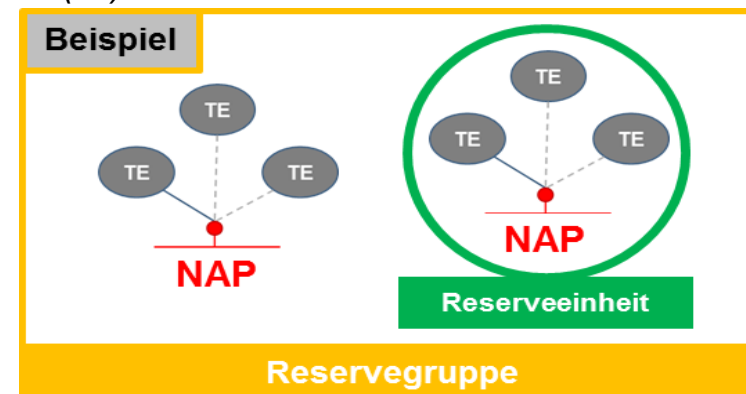 Beispiel
TE
TE
TE
NAP
TE
TE
TE
NAP
Reserveeinheit
Reservegruppe